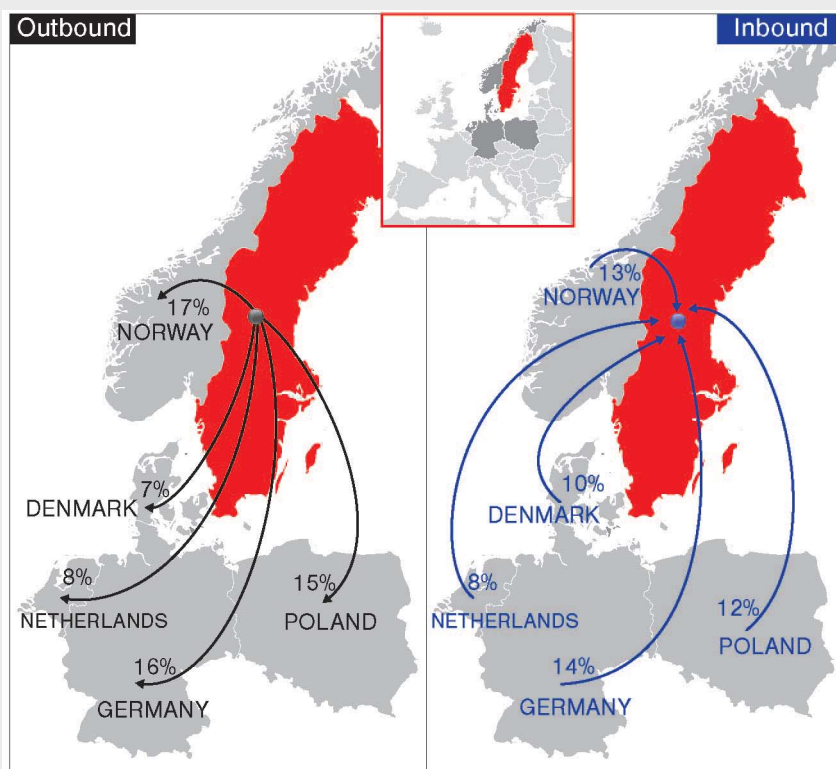 Outbound
17%
NORWAY
7%
DENMARK
8%
NETHERLANDS
15%
POLAND
16%
GERMANY
Inbound
13%
NORWAY
10%
DENMARK
8%
NETHERLANDS
12%
POLAND
14%
GERMANY